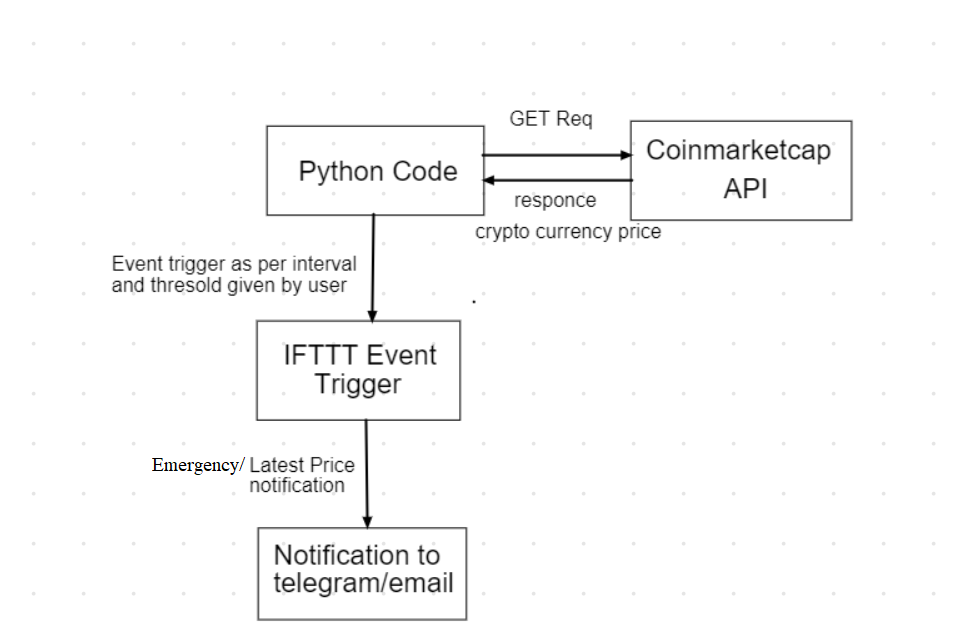 GET Req
Python Code
Coinmarketcap
API
responce
crypto currency price
Event trigger as per interval
and thresold given by user
IFTTT Event
Trigger
Emergency/ Latest Price
notification
Notification to
telegram/email